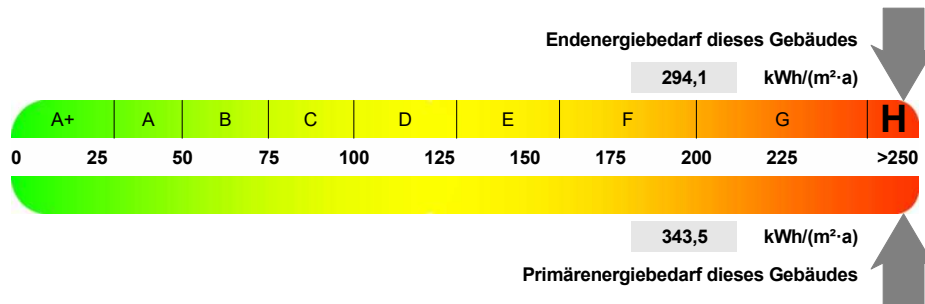 Endenergiebedarf dieses Gebäudes
294,1 kWh/(m²·a)
A+ A B C D E F G H
0 25 50 75 100 125 150 175 200 225 >250
343,5 kWh/(m²·a)
Primärenergiebedarf dieses Gebäudes